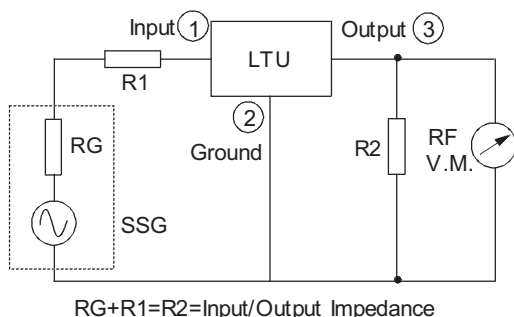 Input 1
Output 3
LTU
R1
2
Ground
RG
SSG
R2
RF
V.M.
RG+R1=R2=Input/Output Impedance